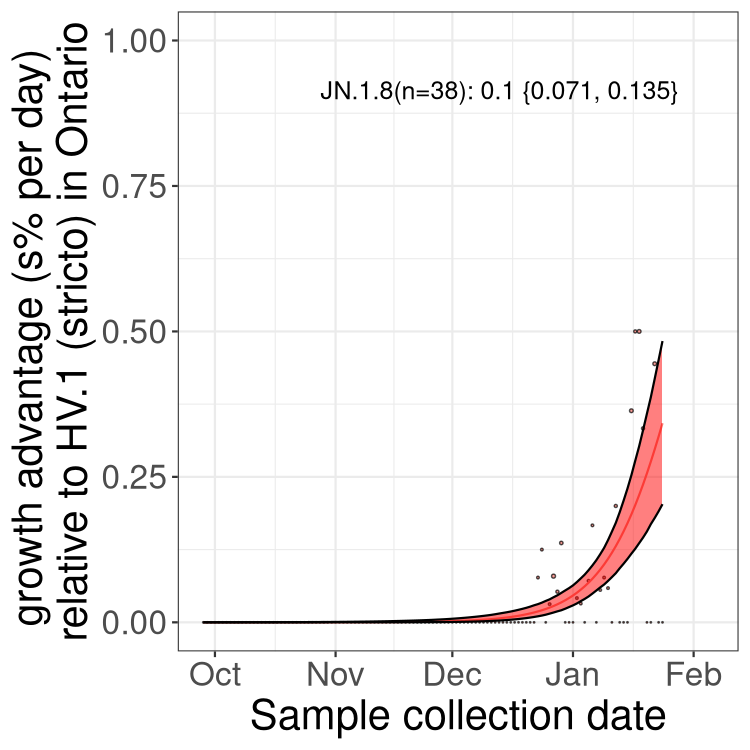 growth advantage (s% per day)
relative to HV.1 (stricto) in Ontario
1.00
0.75
0.50
0.25
0.00
JN.1.8(n=38): 0.1 {0.071, 0.135}
Oct Nov Dec Jan Feb
Sample collection date